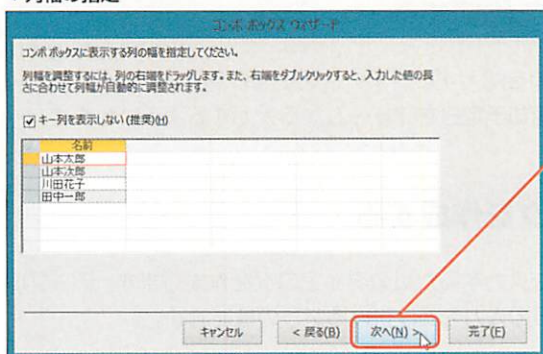 コンボ ボックス ウィザード
コンボ ボックスに表示する列の幅を指定してください。
列幅を調整するには、列の右端をドラッグします。また、右端をダブルクリックすると、入力した値の長
さに合わせて列幅が自動的に調整されます。
キー列を表示しない(推奨)(H)
名前
山本太郎
山本次郎
川田花子
田中一郎
キャンセル
< 戻る(B)
次へ(N) >
完了(F)